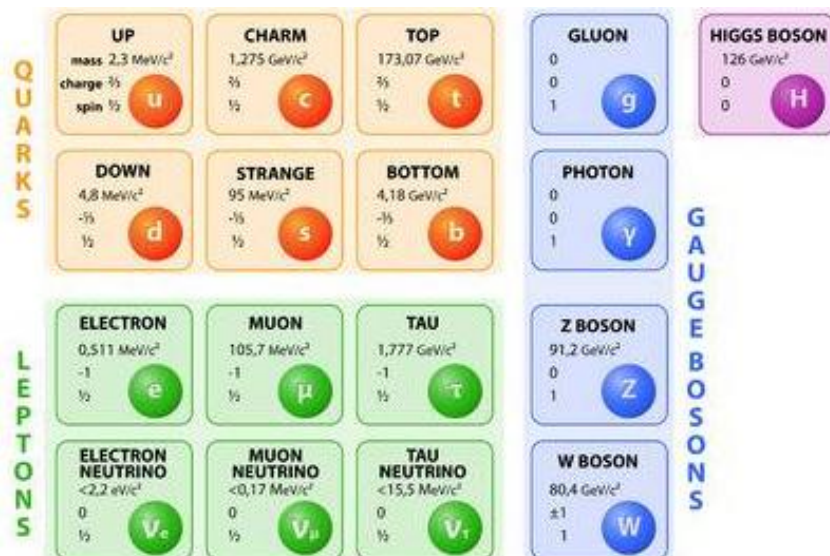 QUARKS
UP
mass 2,3 MeV/c²
charge ⅔
spin ½
u
CHARM
1,275 GeV/c²
⅔
½
c
TOP
173,07 GeV/c²
⅔
½
t
GLUON
0
0
1
g
HIGGS BOSON
126 GeV/c²
0
0
H
DOWN
4,8 MeV/c²
-⅓
½
d
STRANGE
95 MeV/c²
-⅓
½
s
BOTTOM
4,18 GeV/c²
-⅓
½
b
PHOTON
0
0
1
γ
GAUGE BOSONS
LEPTONS
ELECTRON
0,511 MeV/c²
-1
½
e
MUON
105,7 MeV/c²
-1
½
μ
TAU
1,777 GeV/c²
-1
½
τ
Z BOSON
91,2 GeV/c²
0
1
Z
ELECTRON
NEUTRINO
<2,2 eV/c²
0
½
νe
MUON
NEUTRINO
<0,17 MeV/c²
0
½
νμ
TAU
NEUTRINO
<15,5 MeV/c²
0
½
ντ
W BOSON
80,4 GeV/c²
±1
1
W